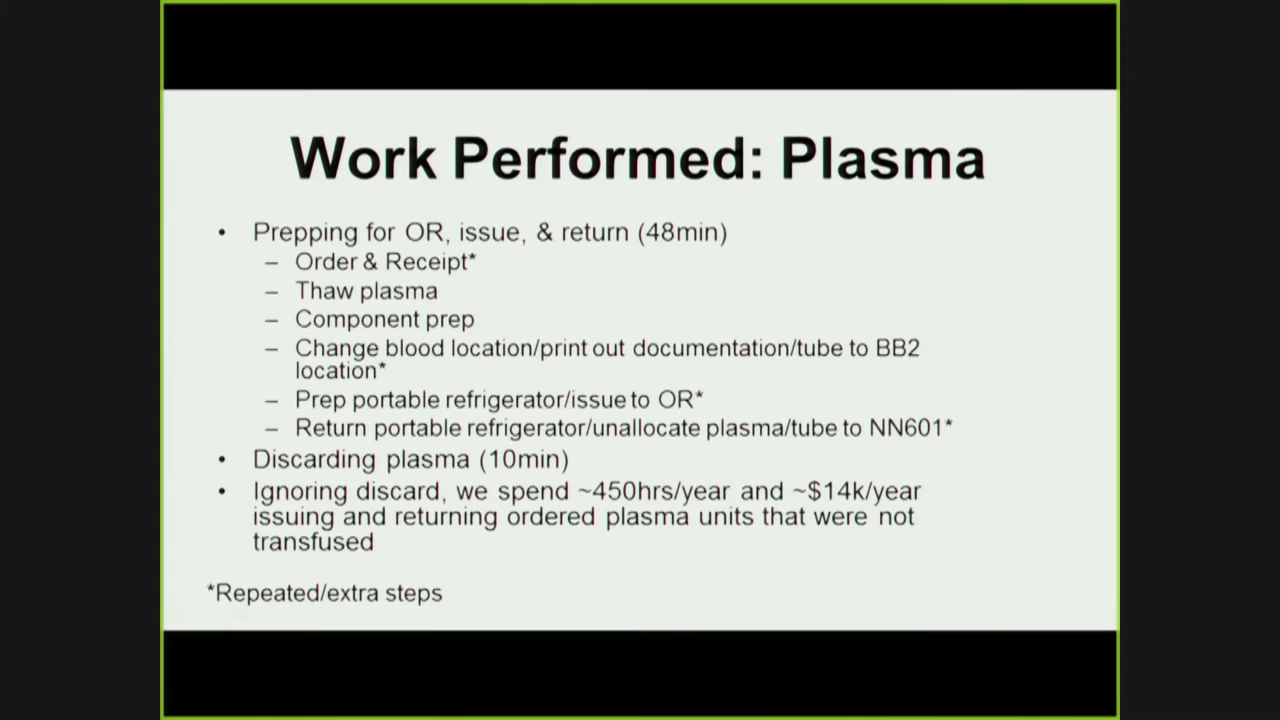 Work Performed: Plasma
• Prepping for OR, issue, & return (48min)
– Order & Receipt*
– Thaw plasma
– Component prep
– Change blood location/print out documentation/tube to BB2
location*
– Prep portable refrigerator/issue to OR*
– Return portable refrigerator/unallocate plasma/tube to NN601*
• Discarding plasma (10min)
• Ignoring discard, we spend ~450hrs/year and ~$14k/year
issuing and returning ordered plasma units that were not
transfused
*Repeated/extra steps